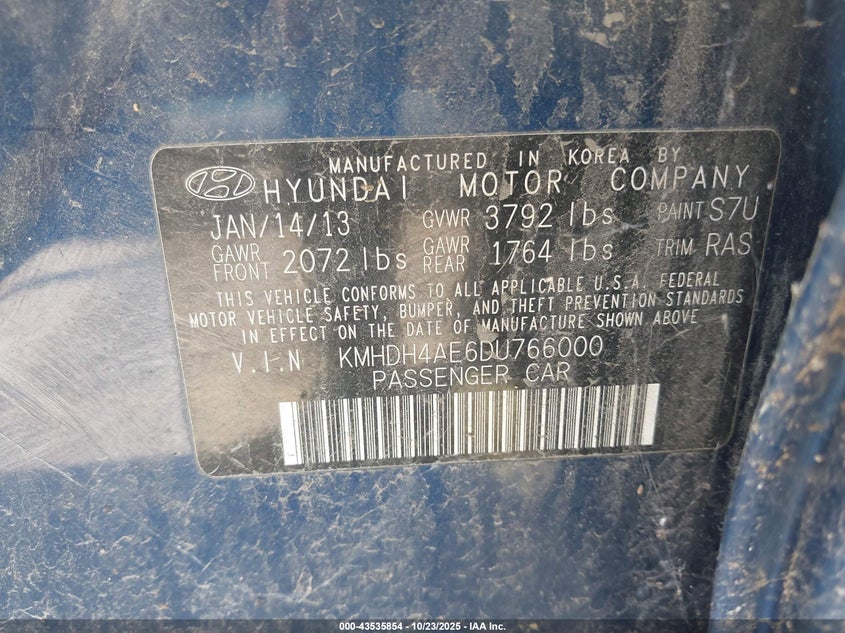 MANUFACTURED IN KOREA BY
HYUNDAI MOTOR COMPANY
JAN/14/13 GVWR 3792 lbs PAINT S7U
GAWR FRONT 2072 lbs GAWR REAR 1764 lbs TRIM RAS
THIS VEHICLE CONFORMS TO ALL APPLICABLE U.S.A. FEDERAL
MOTOR VEHICLE SAFETY, BUMPER, AND THEFT PREVENTION STANDARDS
IN EFFECT ON THE DATE OF MANUFACTURE SHOWN ABOVE
V.I.N KMHDH4AE6DU766000
PASSENGER CAR
000-43535854 - 10/23/2025 - IAA Inc.